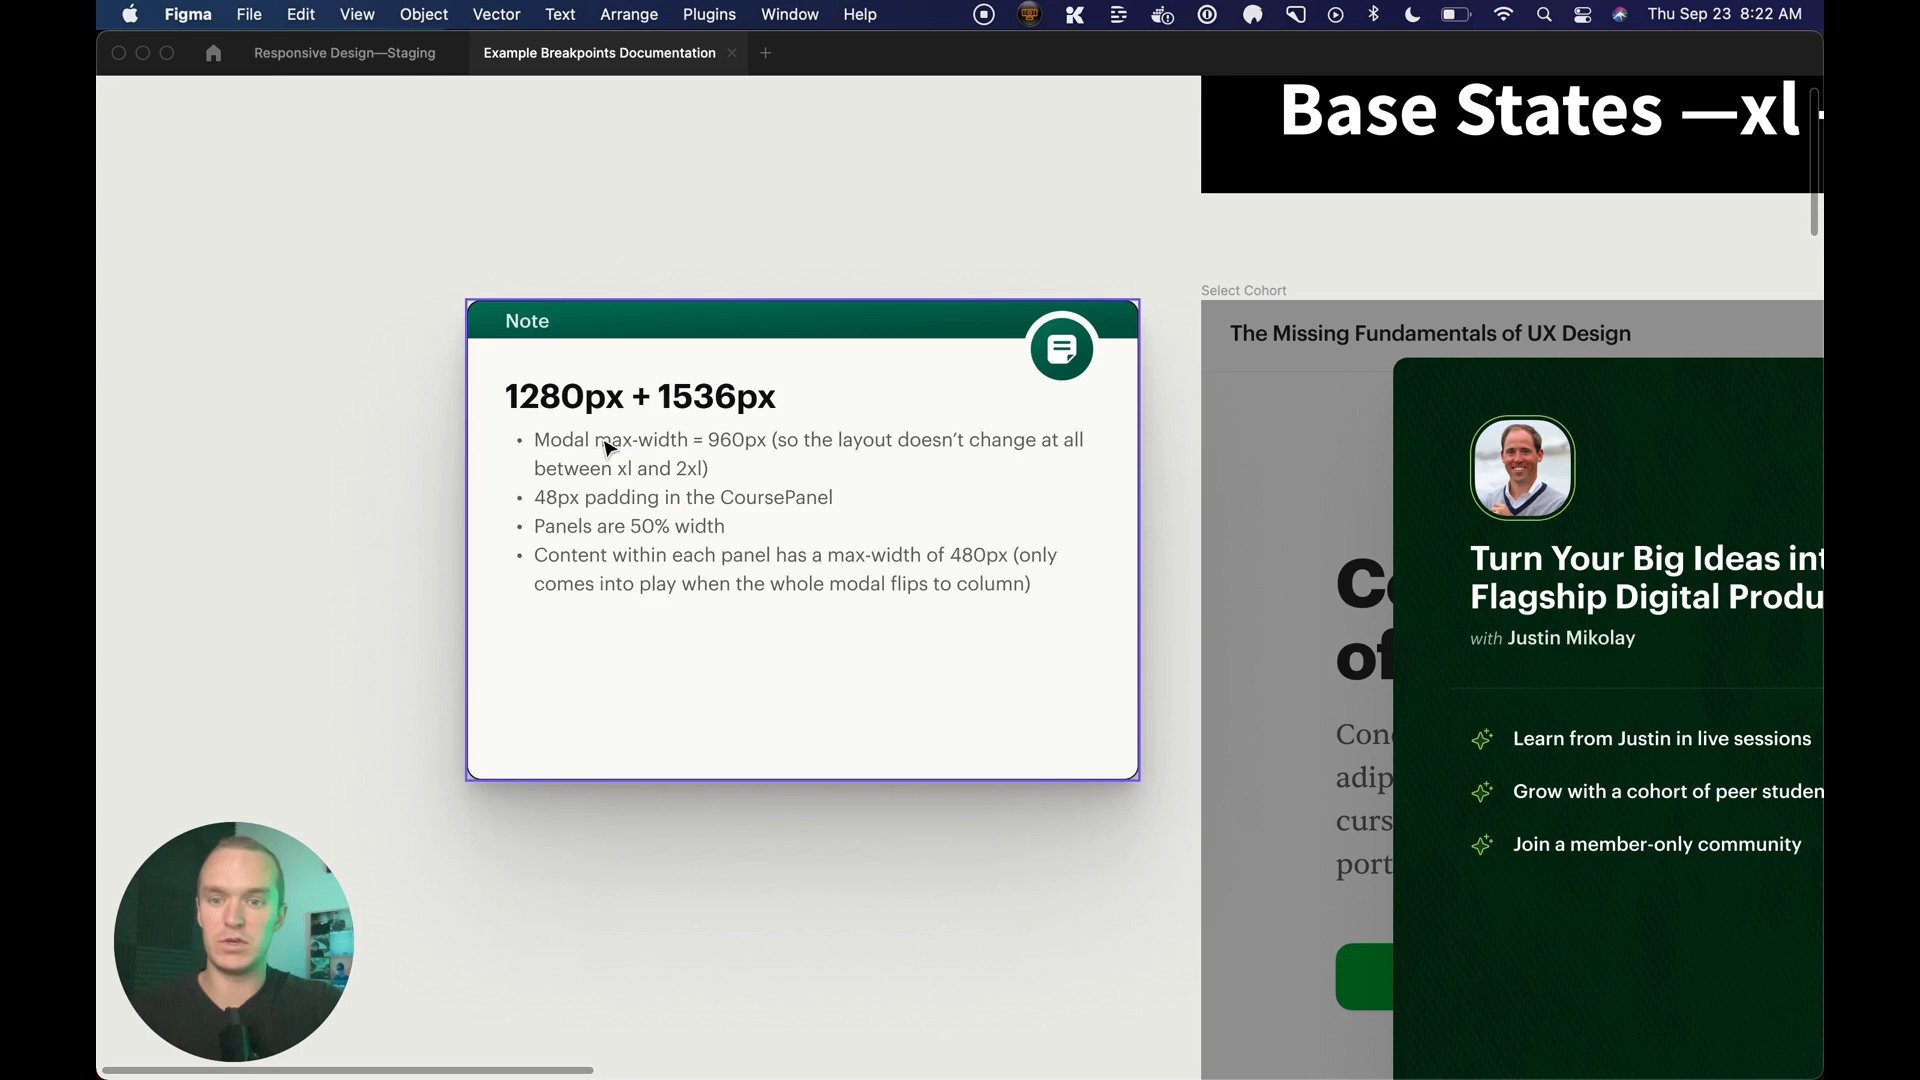 Figma File Edit View Object Vector Text Arrange Plugins Window Help Thu Sep 23 8:22 AM
Responsive Design—Staging Example Breakpoints Documentation
Base States —xl
Note
1280px + 1536px
• Modal max-width = 960px (so the layout doesn’t change at all
between xl and 2xl)
• 48px padding in the CoursePanel
• Panels are 50% width
• Content within each panel has a max-width of 480px (only
comes into play when the whole modal flips to column)
Select Cohort
The Missing Fundamentals of UX Design
Turn Your Big Ideas int
Flagship Digital Produ
with Justin Mikolay
Learn from Justin in live sessions
Grow with a cohort of peer studen
Join a member-only community
of
Con
adip
curs
port